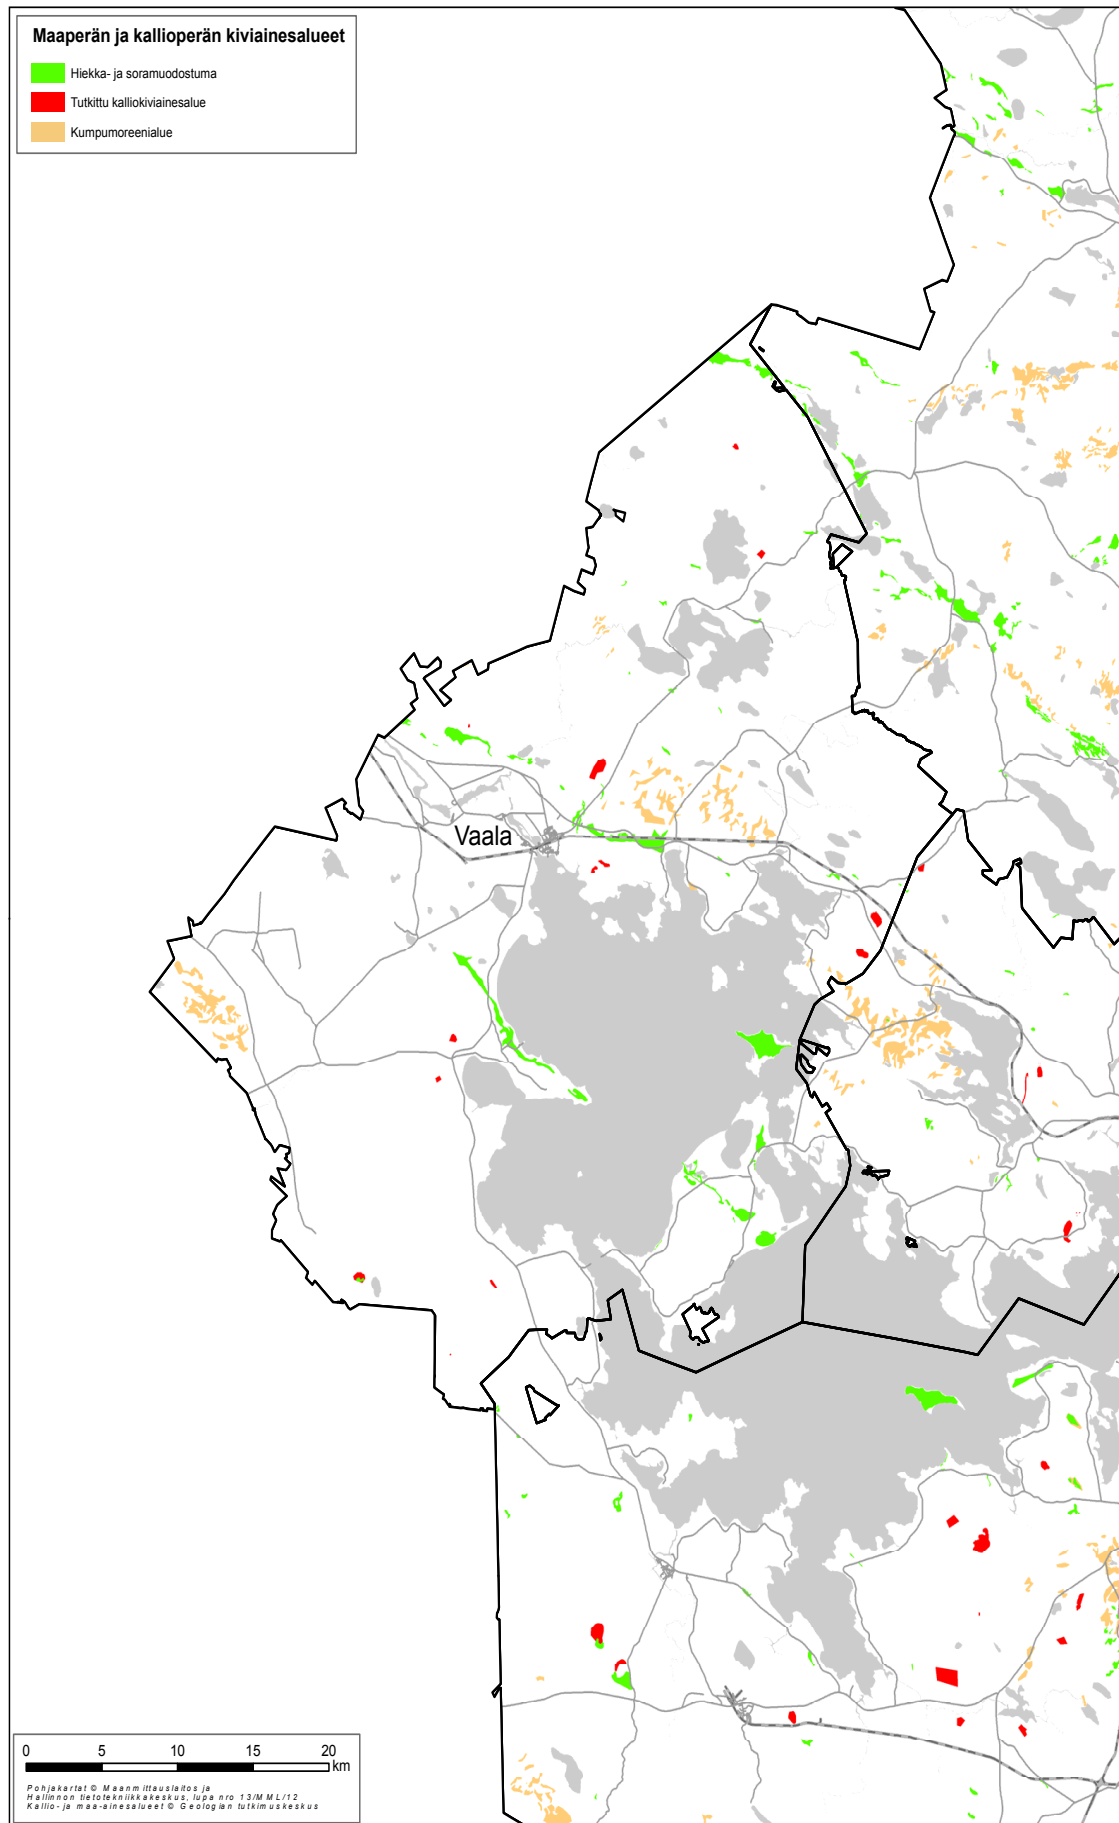 Maaperän ja kallioperän kiviainesalueet
Hiekka- ja soramuodostuma
Tutkittu kalliokiviainesalue
Kumpumoreenialue
Vaala
0 5 10 15 20
km
Pohjakartat © Maanmittauslaitos ja
Hallinnon tietotekniikkakeskus, lupa nro 13/MML/12
Kallio- ja maa-ainesalueet © Geologian tutkimuskeskus